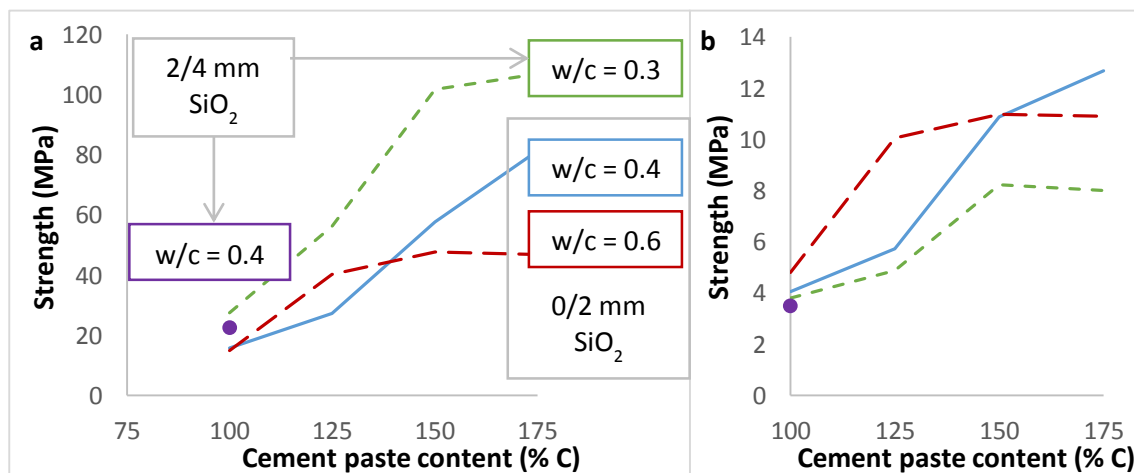 a
120
100
80
60
40
20
0
Strength (MPa)
2/4 mm
SiO2
w/c = 0.3
w/c = 0.4
w/c = 0.4
w/c = 0.6
0/2 mm
SiO2
75
100
125
150
175
Cement paste content (% C)
b
14
12
10
8
6
4
2
0
Strength (MPa)
100
125
150
175
Cement paste content (% C)